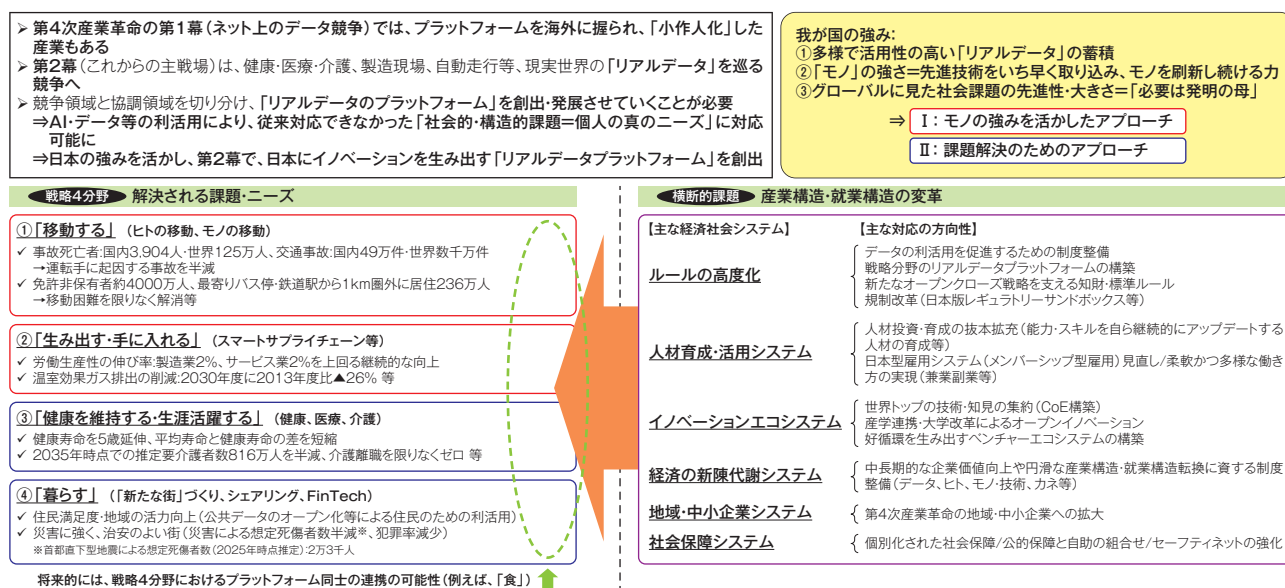 ➢ 第4次産業革命の第1幕(ネット上のデータ競争)では、プラットフォームを海外に握られ、「小作人化」した
産業もある
➢ 第2幕(これからの主戦場)は、健康・医療・介護、製造現場、自動走行等、現実世界の「リアルデータ」を巡る
競争へ
➢ 競争領域と協調領域を切り分け、「リアルデータのプラットフォーム」を創出・発展させていくことが必要
⇒AI・データ等の利活用により、従来対応できなかった「社会的・構造的課題=個人の真のニーズ」に対応
可能に
⇒日本の強みを活かし、第2幕で、日本にイノベーションを生み出す「リアルデータプラットフォーム」を創出
我が国の強み:
①多様で活用性の高い「リアルデータ」の蓄積
②「モノ」の強さ=先進技術をいち早く取り込み、モノを刷新し続ける力
③グローバルに見た社会課題の先進性・大きさ=「必要は発明の母」
⇒ Ⅰ:モノの強みを活かしたアプローチ
Ⅱ:課題解決のためのアプローチ
戦略4分野 解決される課題・ニーズ
①「移動する」 (ヒトの移動、モノの移動)
✓ 事故死亡者:国内3,904人・世界125万人、交通事故:国内49万件・世界数千万件
→運転手に起因する事故を半減
✓ 免許非保有者約4000万人、最寄りバス停・鉄道駅から1km圏外に居住236万人
→移動困難を限りなく解消等
②「生み出す・手に入れる」 (スマートサプライチェーン等)
✓ 労働生産性の伸び率:製造業2%、サービス業2%を上回る継続的な向上
✓ 温室効果ガス排出の削減:2030年度に2013年度比▲26% 等
③「健康を維持する・生涯活躍する」 (健康、医療、介護)
✓ 健康寿命を5歳延伸、平均寿命と健康寿命の差を短縮
✓ 2035年時点での推定要介護者数816万人を半減、介護離職を限りなくゼロ 等
④「暮らす」 (「新たな街」づくり、シェアリング、FinTech)
✓ 住民満足度・地域の活力向上(公共データのオープン化等による住民のための利活用)
✓ 災害に強く、治安のよい街(災害による想定死傷者数半減※、犯罪率減少)
※首都直下型地震による想定死傷者数(2025年時点推定):2万3千人
将来的には、戦略4分野におけるプラットフォーム同士の連携の可能性(例えば、「食」)
横断的課題 産業構造・就業構造の変革
【主な経済社会システム】 【主な対応の方向性】
ルールの高度化
データの利活用を促進するための制度整備
戦略分野のリアルデータプラットフォームの構築
新たなオープンクローズ戦略を支える知財・標準ルール
規制改革(日本版レギュラトリーサンドボックス等)
人材育成・活用システム
人材投資・育成の抜本拡充(能力・スキルを自ら継続的にアップデートする
人材の育成等)
日本型雇用システム(メンバーシップ型雇用)見直し/柔軟かつ多様な働き
方の実現(兼業副業等)
イノベーションエコシステム
世界トップの技術・知見の集約(CoE構築)
産学連携・大学改革によるオープンイノベーション
好循環を生み出すベンチャーエコシステムの構築
経済の新陳代謝システム
中長期的な企業価値向上や円滑な産業構造・就業構造転換に資する制度
整備(データ、ヒト、モノ・技術、カネ等)
地域・中小企業システム
第4次産業革命の地域・中小企業への拡大
社会保障システム
個別化された社会保障/公的保障と自助の組合せ/セーフティネットの強化